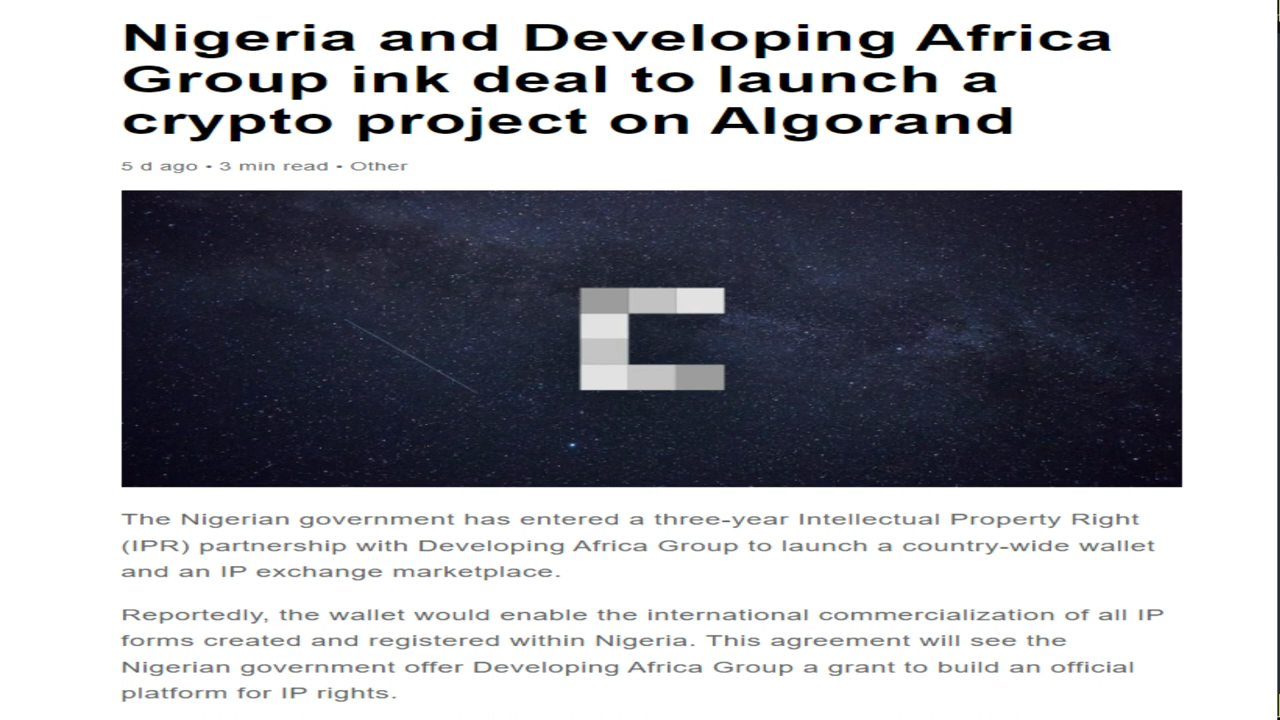 Nigeria and Developing Africa
Group ink deal to launch a
crypto project on Algorand
5 d ago • 3 min read • Other
The Nigerian government has entered a three-year Intellectual Property Right
(IPR) partnership with Developing Africa Group to launch a country-wide wallet
and an IP exchange marketplace.
Reportedly, the wallet would enable the international commercialization of all IP
forms created and registered within Nigeria. This agreement will see the
Nigerian government offer Developing Africa Group a grant to build an official
platform for IP rights.